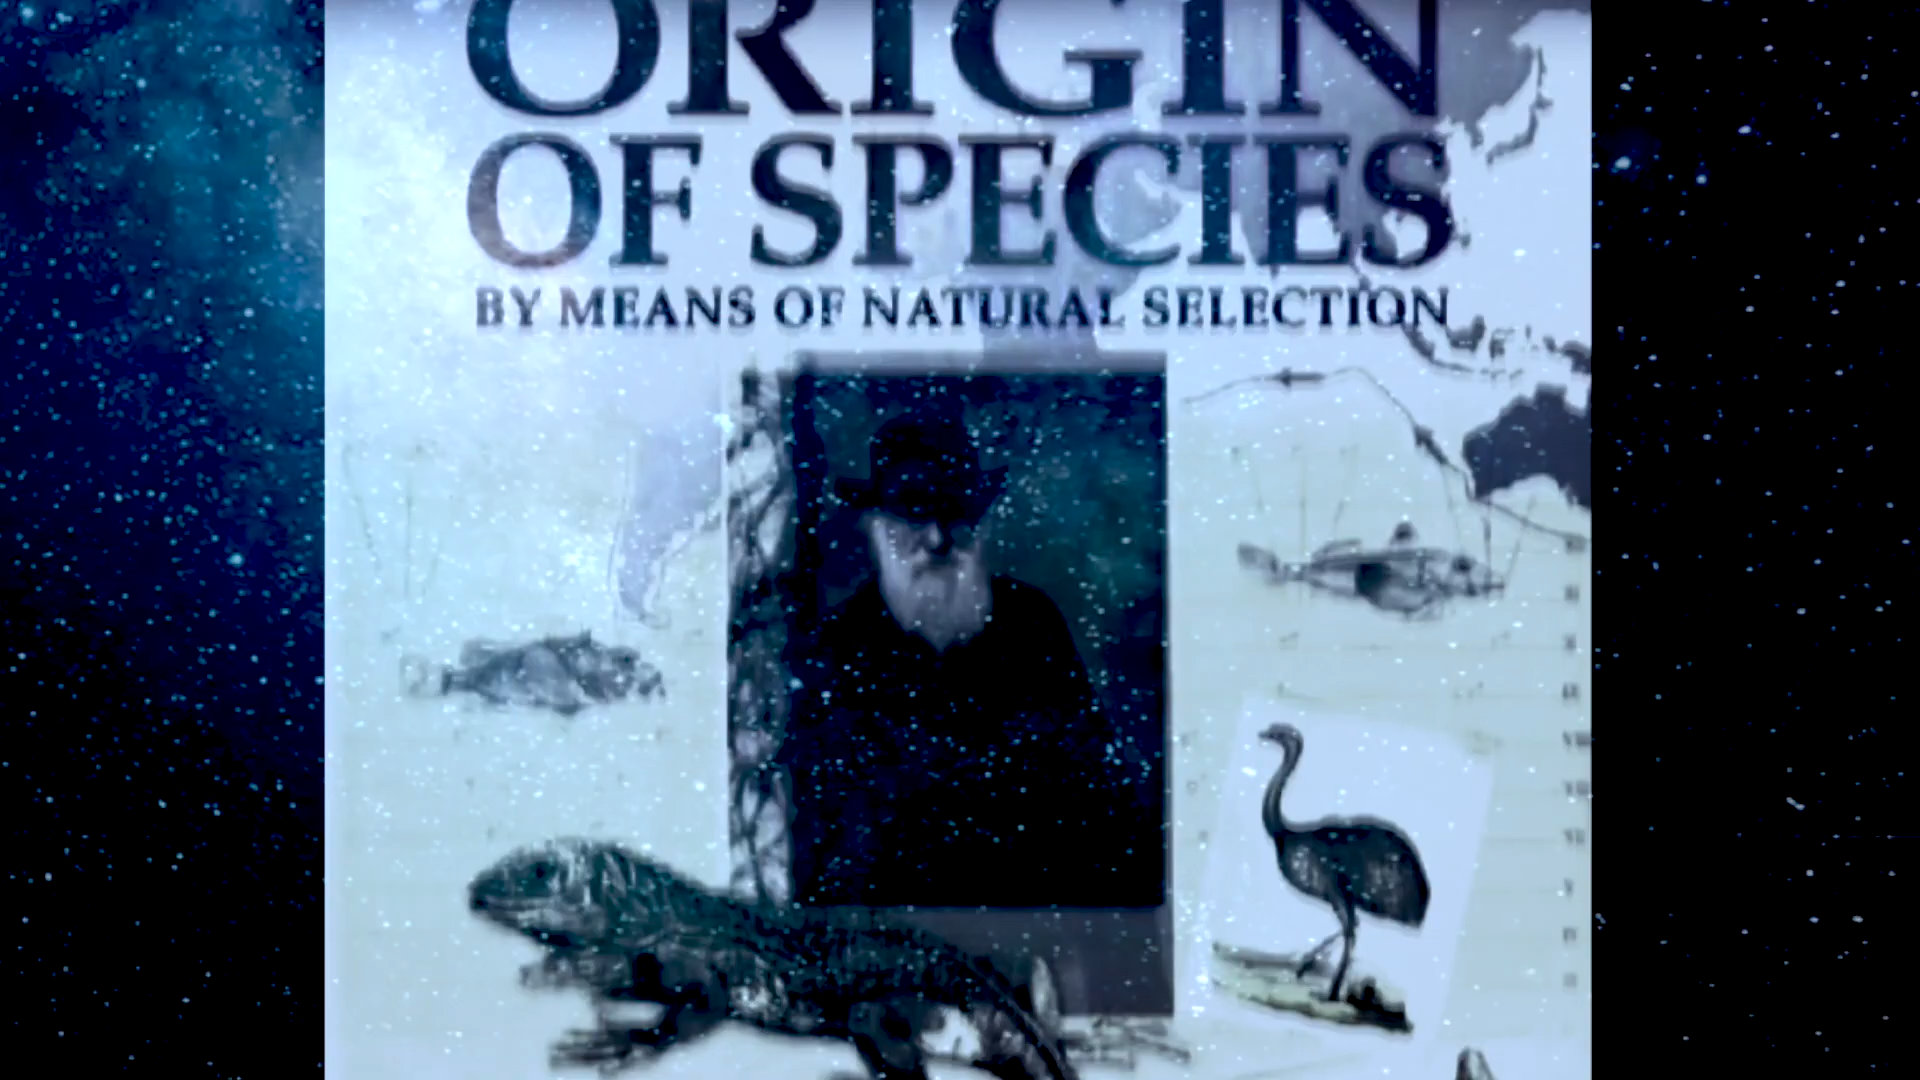 ORIGIN
OF SPECIES
BY MEANS OF NATURAL SELECTION